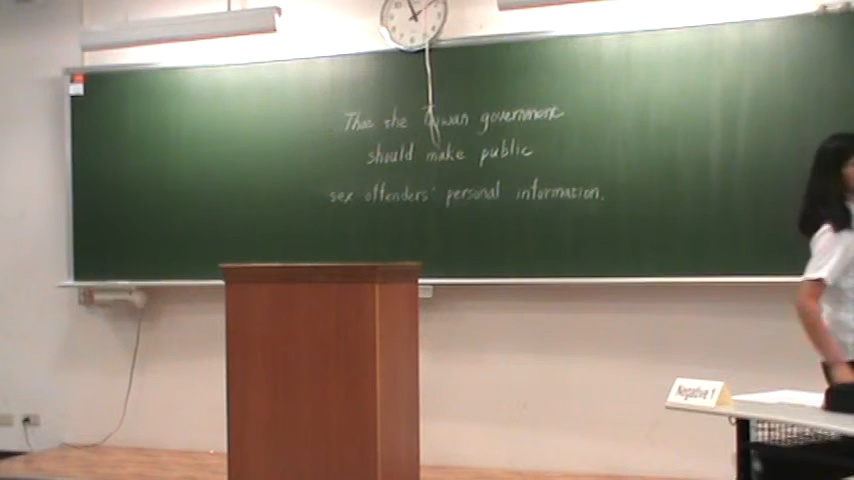 That the Taiwan government
should make public
sex offenders' personal information.
Negative 1